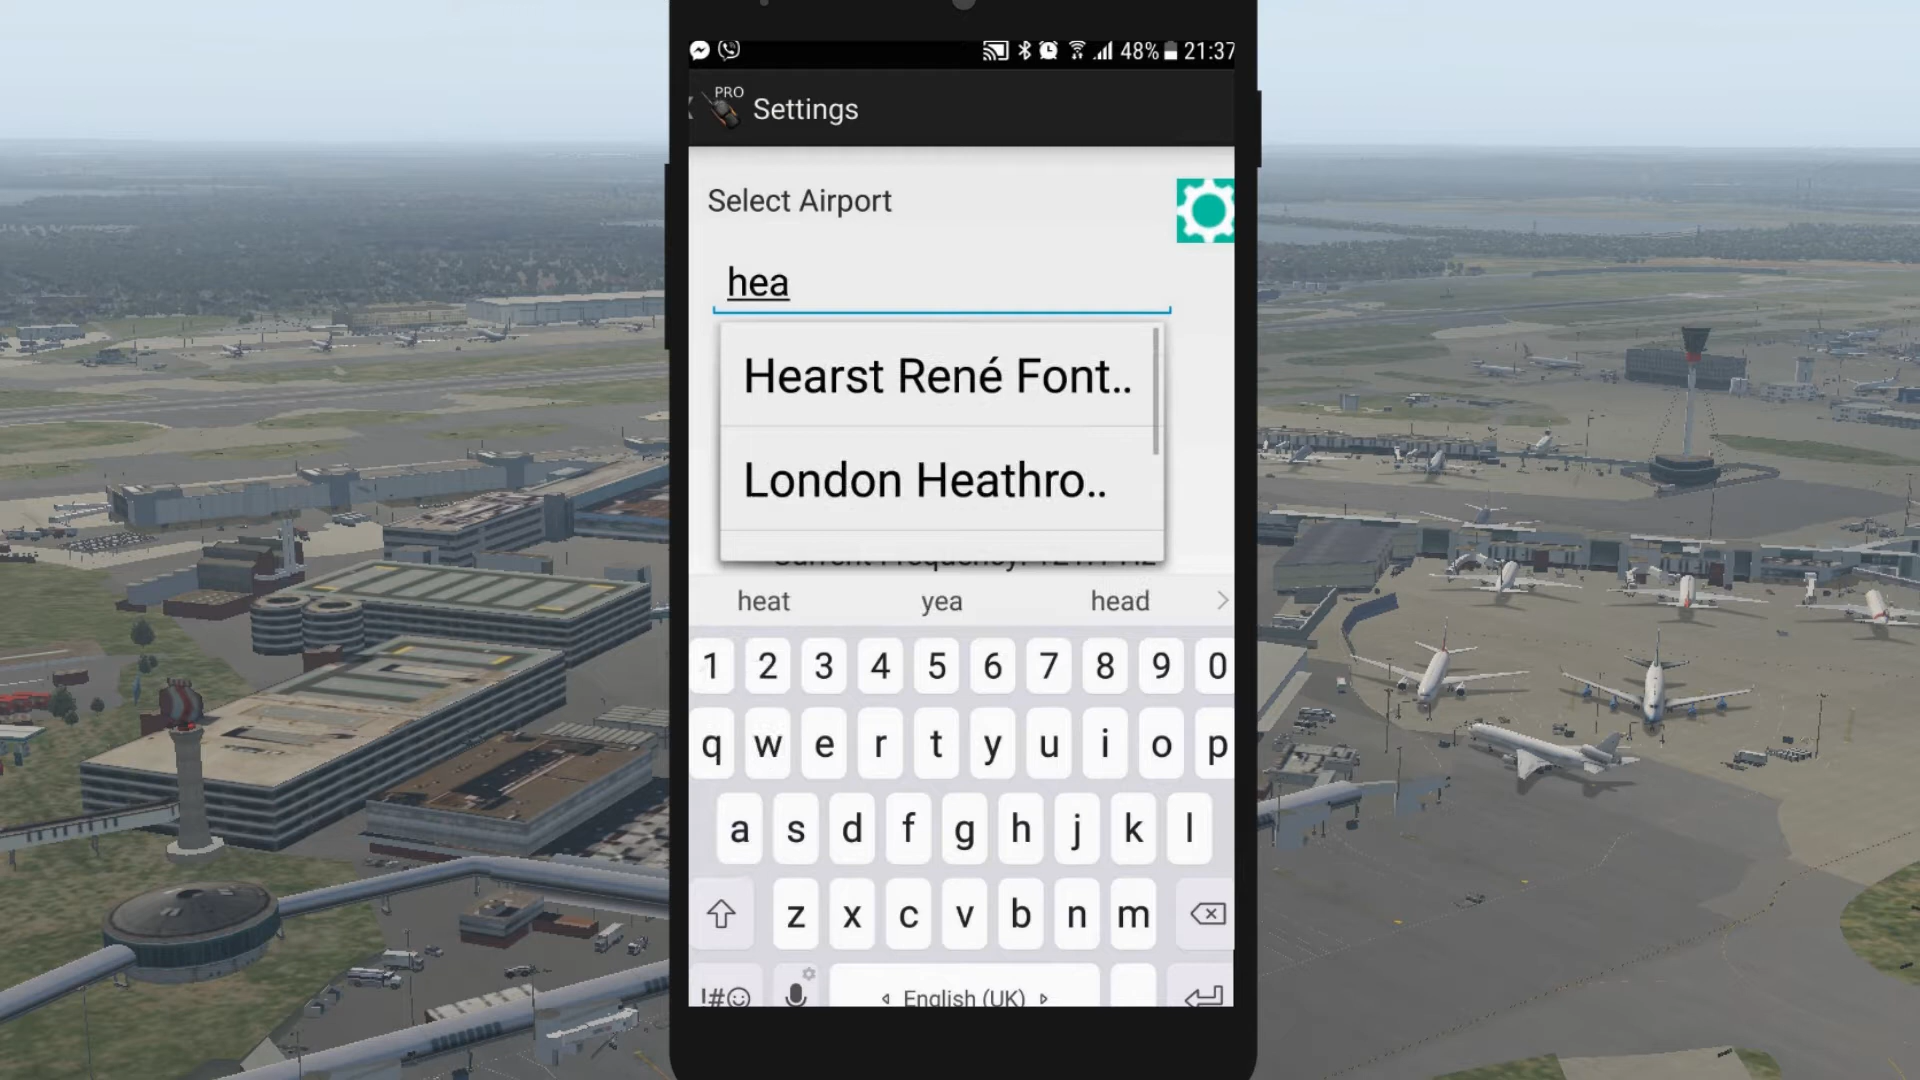 48% 21:37
PRO
Settings
Select Airport
hea
Hearst René Font..
London Heathro..
heat yea head
1 2 3 4 5 6 7 8 9 0
q w e r t y u i o p
a s d f g h j k l
z x c v b n m
!#☺ English (UK)